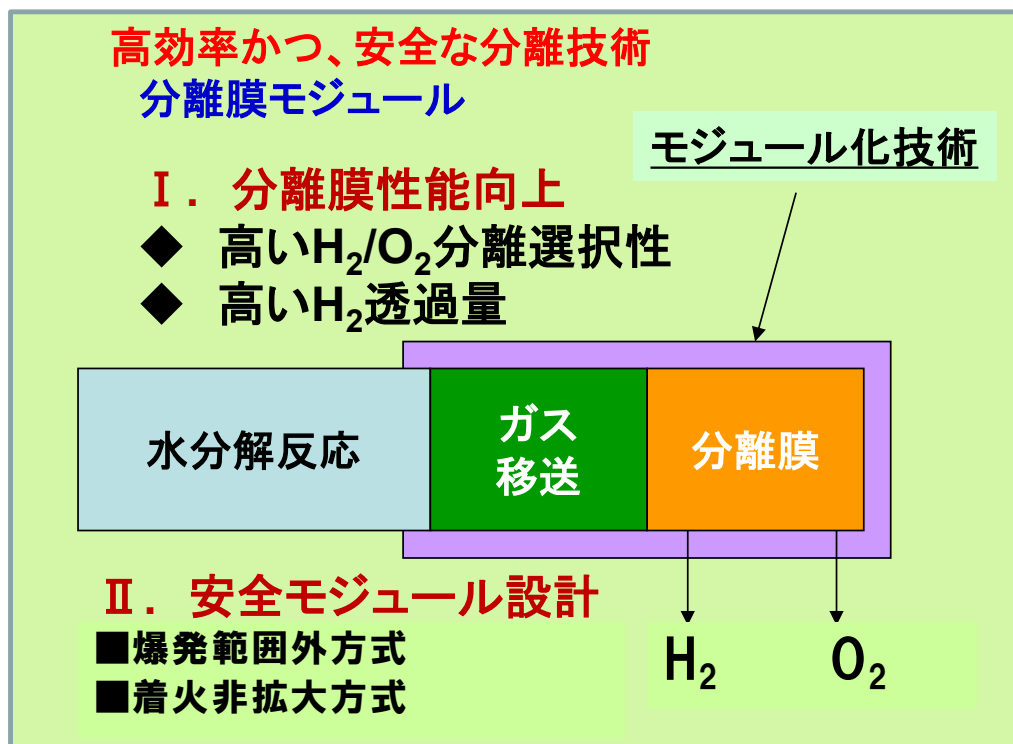 高効率かつ、安全な分離技術
分離膜モジュール
モジュール化技術
Ⅰ. 分離膜性能向上
◆ 高いH₂/O₂分離選択性
◆ 高いH₂透過量
水分解反応
ガス
移送
分離膜
Ⅱ. 安全モジュール設計
■爆発範囲外方式
■着火非拡大方式
H₂ O₂